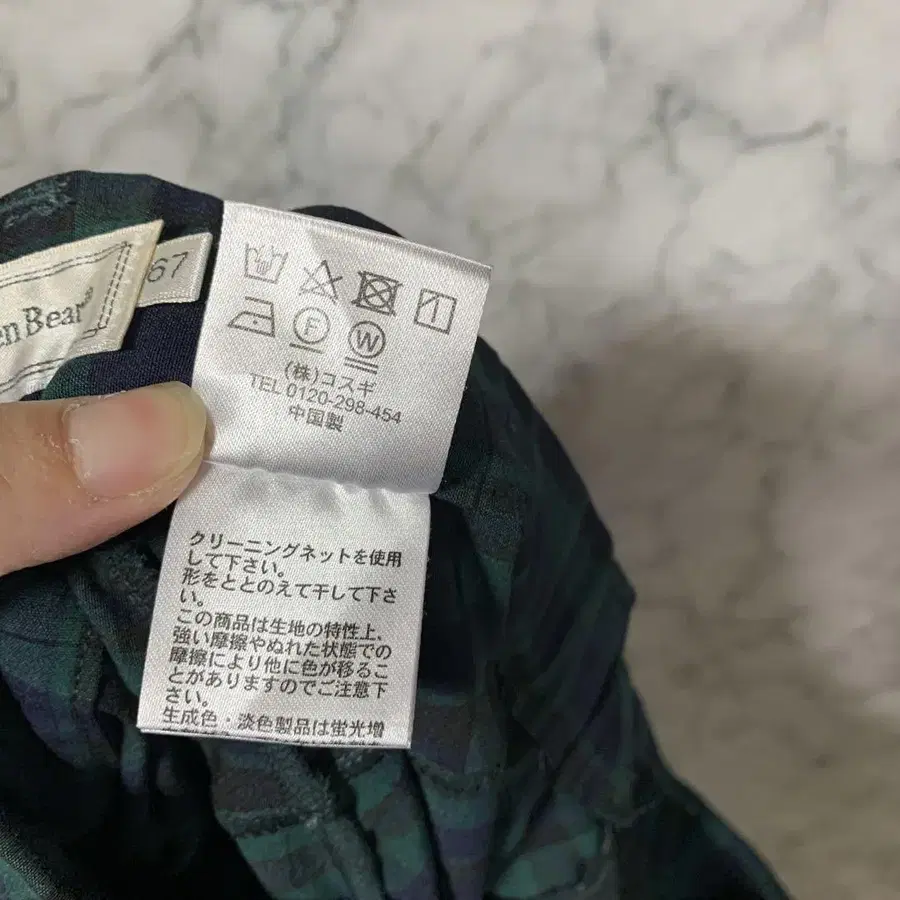 en Bear®
67
F
W
(株)コスギ
TEL 0120-298-454
中国製
クリーニングネットを使用
して下さい。
形をととのえて干して下さ
い。
この商品は生地の特性上、
強い摩擦やぬれた状態での
摩擦により他に色が移るこ
とがありますのでご注意下
さい。
生成色・淡色製品は蛍光増